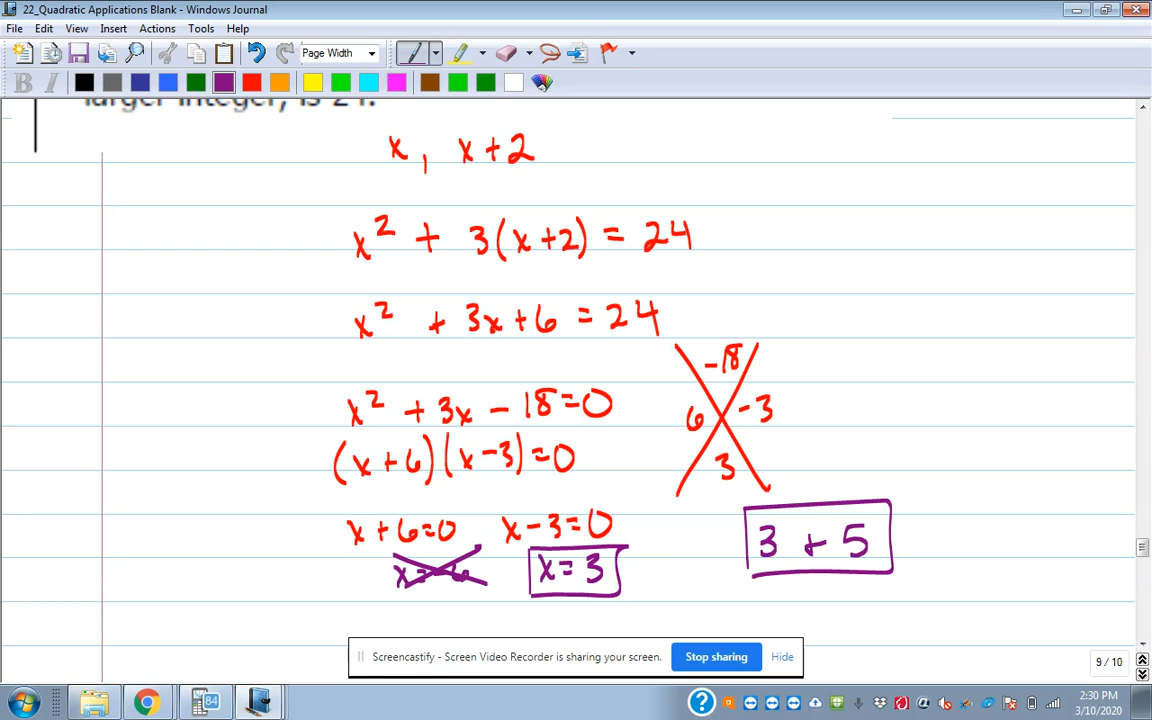 22_Quadratic Applications Blank - Windows Journal
File Edit View Insert Actions Tools Help
Page Width
B I
larger integer, is 24.
x, x+2
x² + 3(x+2) = 24
x² + 3x+6 = 24
-18
x² + 3x - 18=0
6 -3
(x+6)(x-3)=0
3
x+6=0 x-3=0
3 + 5
x=-6 x=3
Screencastify - Screen Video Recorder is sharing your screen. Stop sharing Hide
9 / 10
84
2:30 PM
3/10/2020